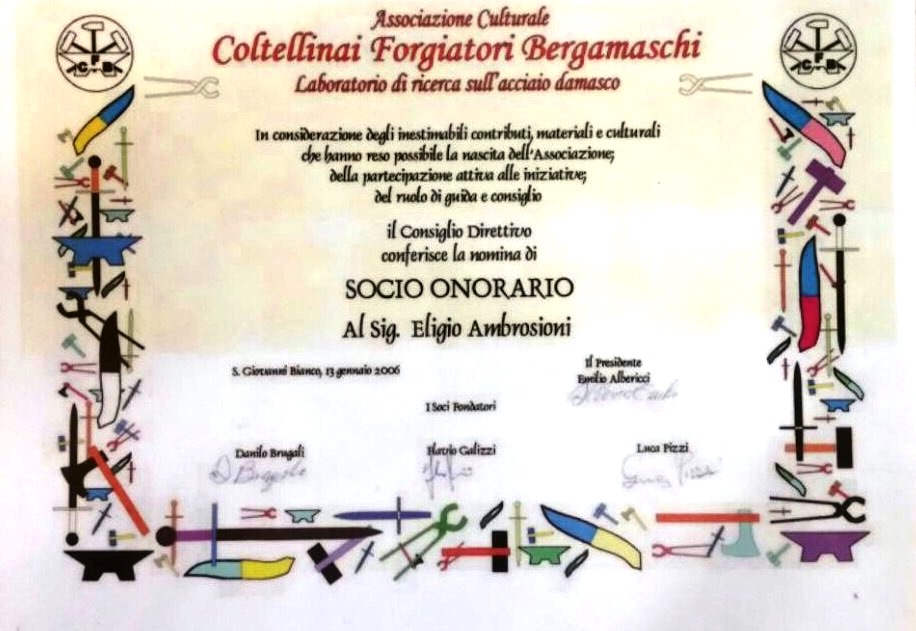 Associazione Culturale
Coltellinai Forgiatori Bergamaschi
Laboratorio di ricerca sull'acciaio damasco
C F B
C F B
In considerazione degli inestimabili contributi, materiali e culturali
che hanno reso possibile la nascita dell'Associazione;
della partecipazione attiva alle iniziative;
del ruolo di guida e consiglio
il Consiglio Direttivo
conferisce la nomina di
SOCIO ONORARIO
Al Sig. Eligio Ambrosioni
S. Giovanni Bianco, 13 gennaio 2006
Il Presidente
Emilio Albericci
I Soci Fondatori
Danilo Brugali
Flavio Galizzi
Luca Pizzi